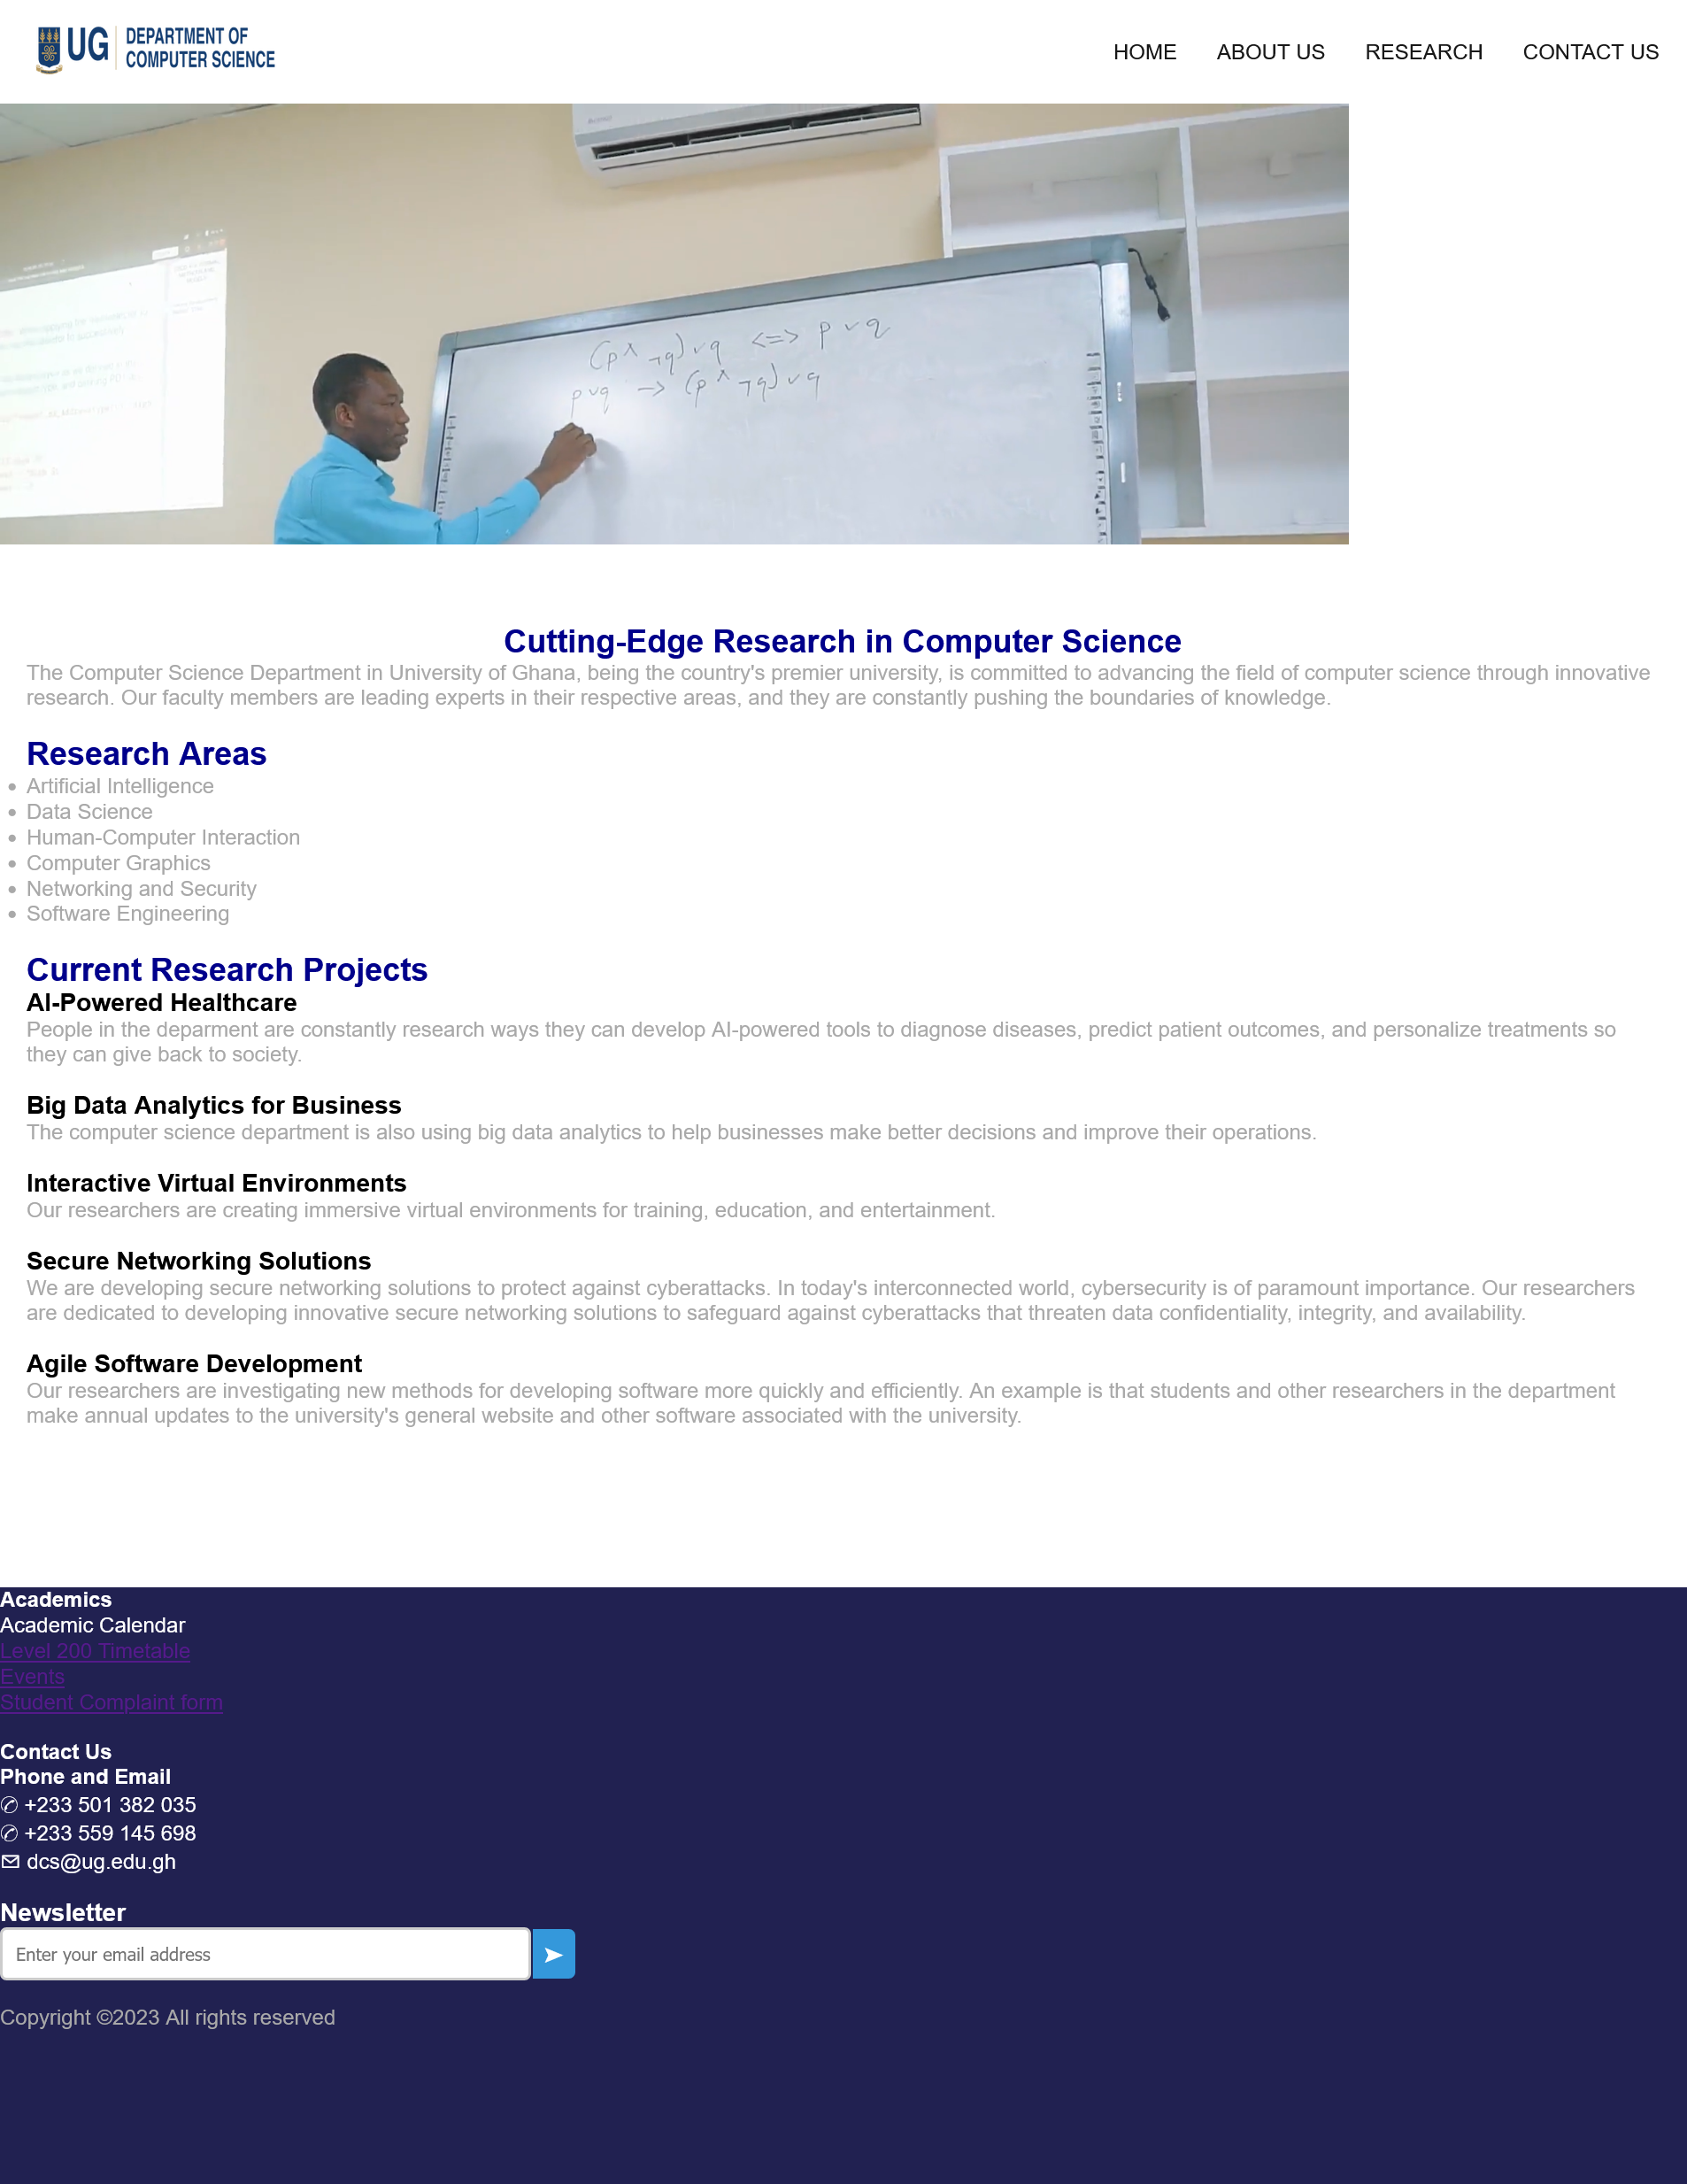 UG DEPARTMENT OF
COMPUTER SCIENCE
HOME ABOUT US RESEARCH CONTACT US
(p ^ ¬q) v q <=> p v q
p v q -> (p ^ ¬q) v q
Cutting-Edge Research in Computer Science
The Computer Science Department in University of Ghana, being the country's premier university, is committed to advancing the field of computer science through innovative
research. Our faculty members are leading experts in their respective areas, and they are constantly pushing the boundaries of knowledge.
Research Areas
• Artificial Intelligence
• Data Science
• Human-Computer Interaction
• Computer Graphics
• Networking and Security
• Software Engineering
Current Research Projects
AI-Powered Healthcare
People in the deparment are constantly research ways they can develop AI-powered tools to diagnose diseases, predict patient outcomes, and personalize treatments so
they can give back to society.
Big Data Analytics for Business
The computer science department is also using big data analytics to help businesses make better decisions and improve their operations.
Interactive Virtual Environments
Our researchers are creating immersive virtual environments for training, education, and entertainment.
Secure Networking Solutions
We are developing secure networking solutions to protect against cyberattacks. In today's interconnected world, cybersecurity is of paramount importance. Our researchers
are dedicated to developing innovative secure networking solutions to safeguard against cyberattacks that threaten data confidentiality, integrity, and availability.
Agile Software Development
Our researchers are investigating new methods for developing software more quickly and efficiently. An example is that students and other researchers in the department
make annual updates to the university's general website and other software associated with the university.
Academics
Academic Calendar
Level 200 Timetable
Events
Student Complaint form
Contact Us
Phone and Email
✆ +233 501 382 035
✆ +233 559 145 698
🖂 dcs@ug.edu.gh
Newsletter
Enter your email address ➤
Copyright ©2023 All rights reserved